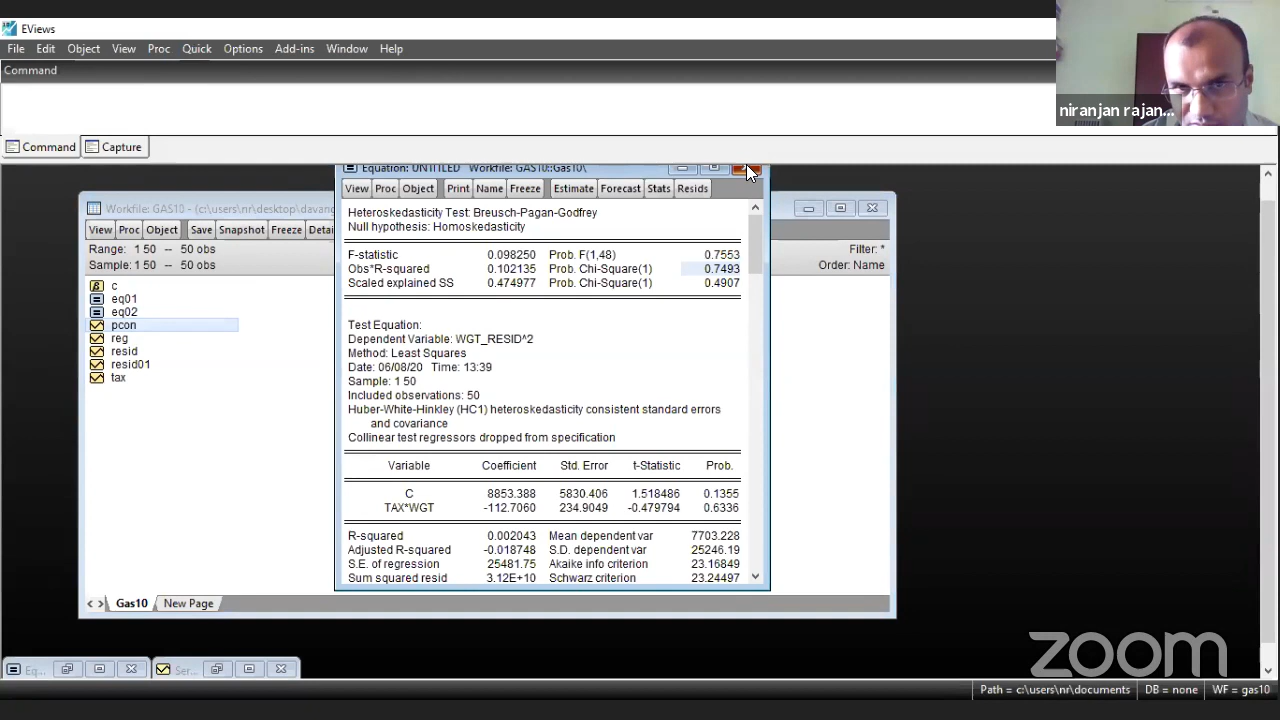 EViews
File Edit Object View Proc Quick Options Add-ins Window Help
Command
niranjan rajan...
Command Capture
Equation: UNTITLED Workfile: GAS10::Gas10\
View Proc Object Print Name Freeze Estimate Forecast Stats Resids
Workfile: GAS10 - (c:\users\nr\desktop\davang
View Proc Object Save Snapshot Freeze Detai
Range: 1 50 -- 50 obs
Filter: *
Sample: 1 50 -- 50 obs
Order: Name
c
eq01
eq02
pcon
reg
resid
resid01
tax
Heteroskedasticity Test: Breusch-Pagan-Godfrey
Null hypothesis: Homoskedasticity
F-statistic 0.098250 Prob. F(1,48) 0.7553
Obs*R-squared 0.102135 Prob. Chi-Square(1) 0.7493
Scaled explained SS 0.474977 Prob. Chi-Square(1) 0.4907
Test Equation:
Dependent Variable: WGT_RESID^2
Method: Least Squares
Date: 06/08/20 Time: 13:39
Sample: 1 50
Included observations: 50
Huber-White-Hinkley (HC1) heteroskedasticity consistent standard errors
and covariance
Collinear test regressors dropped from specification
Variable Coefficient Std. Error t-Statistic Prob.
C 8853.388 5830.406 1.518486 0.1355
TAX*WGT -112.7060 234.9049 -0.479794 0.6336
R-squared 0.002043 Mean dependent var 7703.228
Adjusted R-squared -0.018748 S.D. dependent var 25246.19
S.E. of regression 25481.75 Akaike info criterion 23.16849
Sum squared resid 3.12E+10 Schwarz criterion 23.24497
Gas10 New Page
Eq... Ser...
zoom
Path = c:\users\nr\documents DB = none WF = gas10